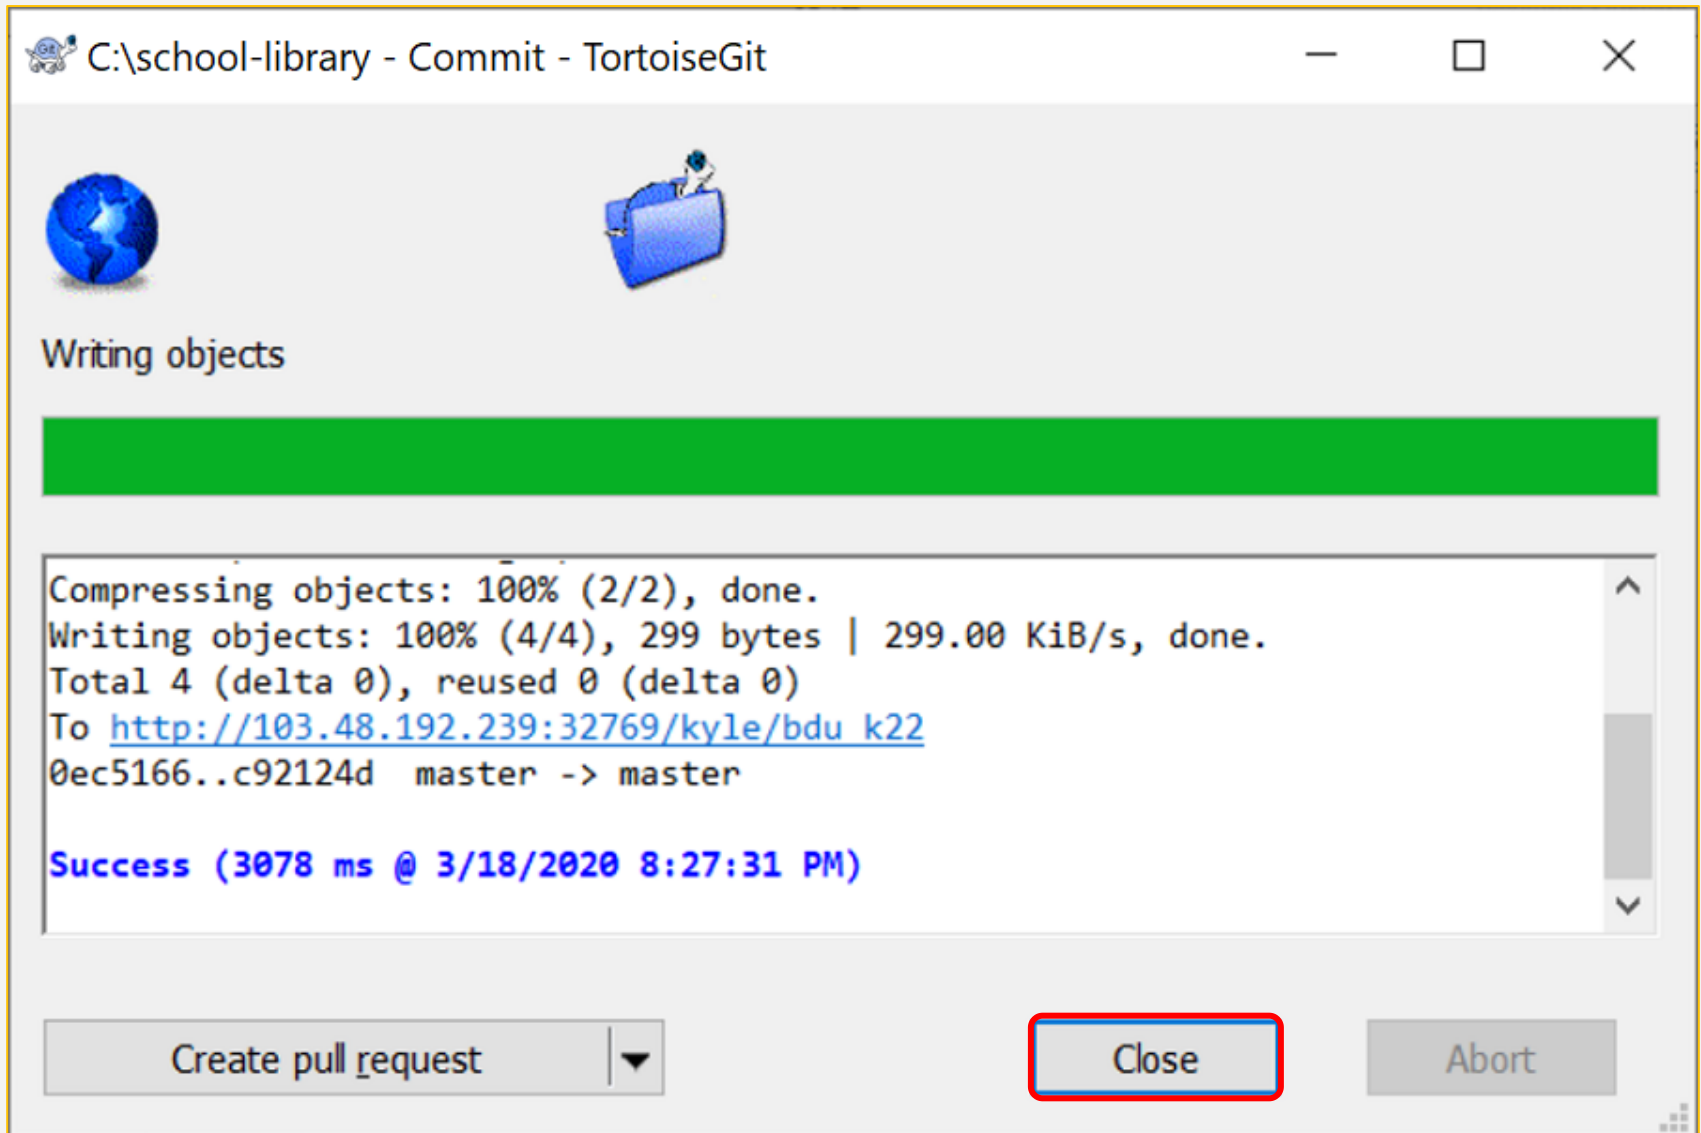 C:\school-library - Commit - TortoiseGit
Writing objects
Compressing objects: 100% (2/2), done.
Writing objects: 100% (4/4), 299 bytes | 299.00 KiB/s, done.
Total 4 (delta 0), reused 0 (delta 0)
To http://103.48.192.239:32769/kyle/bdu_k22
0ec5166..c92124d  master -> master
Success (3078 ms @ 3/18/2020 8:27:31 PM)
Create pull request
Close
Abort